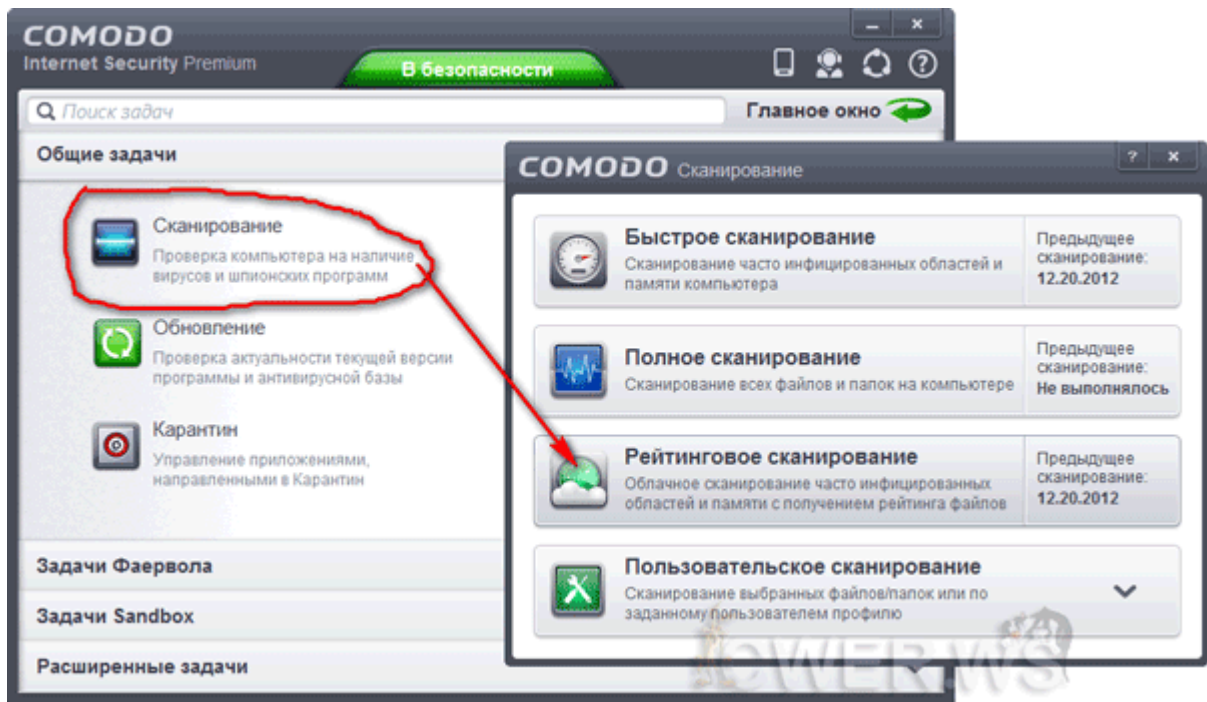 COMODO
Internet Security Premium
В безопасности
?
Поиск задач
Главное окно
Общие задачи
Сканирование
Проверка компьютера на наличие
вирусов и шпионских программ
Обновление
Проверка актуальности текущей версии
программы и антивирусной базы
Карантин
Управление приложениями,
направленными в Карантин
Задачи Фаервола
Задачи Sandbox
Расширенные задачи
COMODO Сканирование
? x
Быстрое сканирование
Сканирование часто инфицированных областей и
памяти компьютера
Предыдущее
сканирование:
12.20.2012
Полное сканирование
Сканирование всех файлов и папок на компьютере
Предыдущее
сканирование:
Не выполнялось
Рейтинговое сканирование
Облачное сканирование часто инфицированных
областей и памяти с получением рейтинга файлов
Предыдущее
сканирование:
12.20.2012
Пользовательское сканирование
Сканирование выбранных файлов/папок или по
заданному пользователем профилю